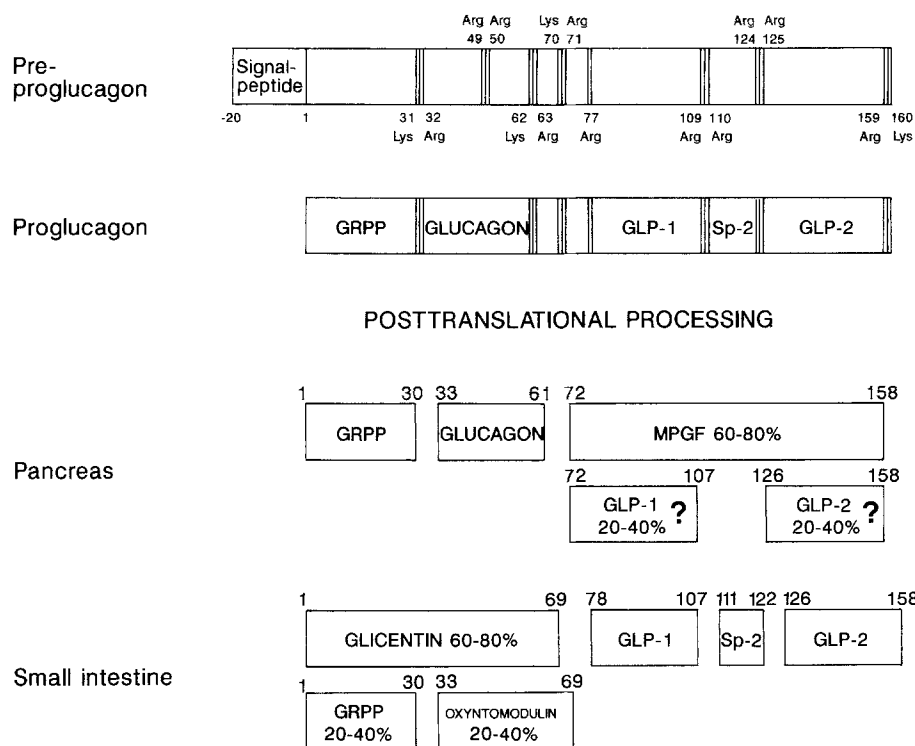 Arg Arg Lys Arg Arg Arg
49 50 70 71 124 125
Pre-
proglucagon
Signal-
peptide
-20 1 31 32 62 63 77 109 110 159 160
Lys Arg Lys Arg Arg Arg Arg Arg Lys
Proglucagon
GRPP GLUCAGON GLP-1 Sp-2 GLP-2
POSTTRANSLATIONAL PROCESSING
1 30 33 61 72 158
GRPP GLUCAGON MPGF 60-80%
Pancreas
72 107 126 158
GLP-1 ? GLP-2 ?
20-40% 20-40%
1 69 78 107 111 122 126 158
GLICENTIN 60-80% GLP-1 Sp-2 GLP-2
Small intestine
1 30 33 69
GRPP OXYNTOMODULIN
20-40% 20-40%